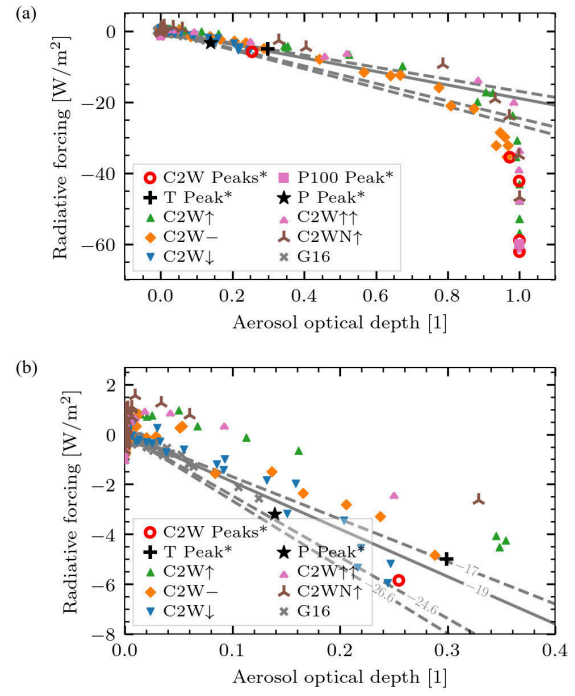 (a)
0
−20
−40
−60
Radiative forcing [W/m²]
C2W Peaks*
P100 Peak*
T Peak*
P Peak*
C2W↑
C2W↑↑
C2W−
C2WN↑
C2W↓
G16
0.0 0.2 0.4 0.6 0.8 1.0
Aerosol optical depth [1]
(b)
2
0
−2
−4
−6
−8
Radiative forcing [W/m²]
C2W Peaks*
T Peak*
P Peak*
C2W↑
C2W↑↑
C2W−
C2WN↑
C2W↓
G16
−17
−19
−24.6
−26.6
0.0 0.1 0.2 0.3 0.4
Aerosol optical depth [1]